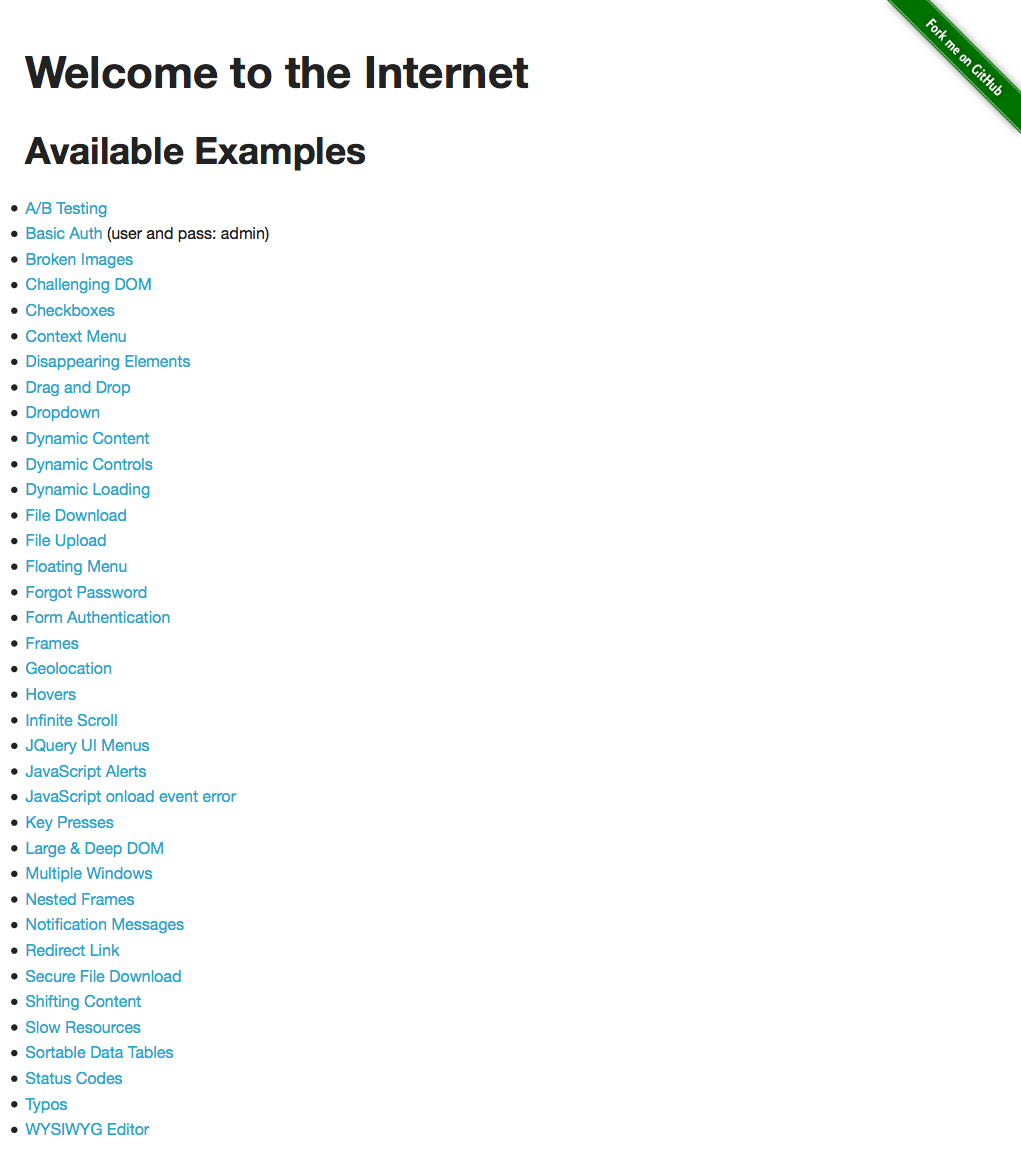 Fork me on GitHub
Welcome to the Internet
Available Examples
A/B Testing
Basic Auth (user and pass: admin)
Broken Images
Challenging DOM
Checkboxes
Context Menu
Disappearing Elements
Drag and Drop
Dropdown
Dynamic Content
Dynamic Controls
Dynamic Loading
File Download
File Upload
Floating Menu
Forgot Password
Form Authentication
Frames
Geolocation
Hovers
Infinite Scroll
JQuery UI Menus
JavaScript Alerts
JavaScript onload event error
Key Presses
Large & Deep DOM
Multiple Windows
Nested Frames
Notification Messages
Redirect Link
Secure File Download
Shifting Content
Slow Resources
Sortable Data Tables
Status Codes
Typos
WYSIWYG Editor